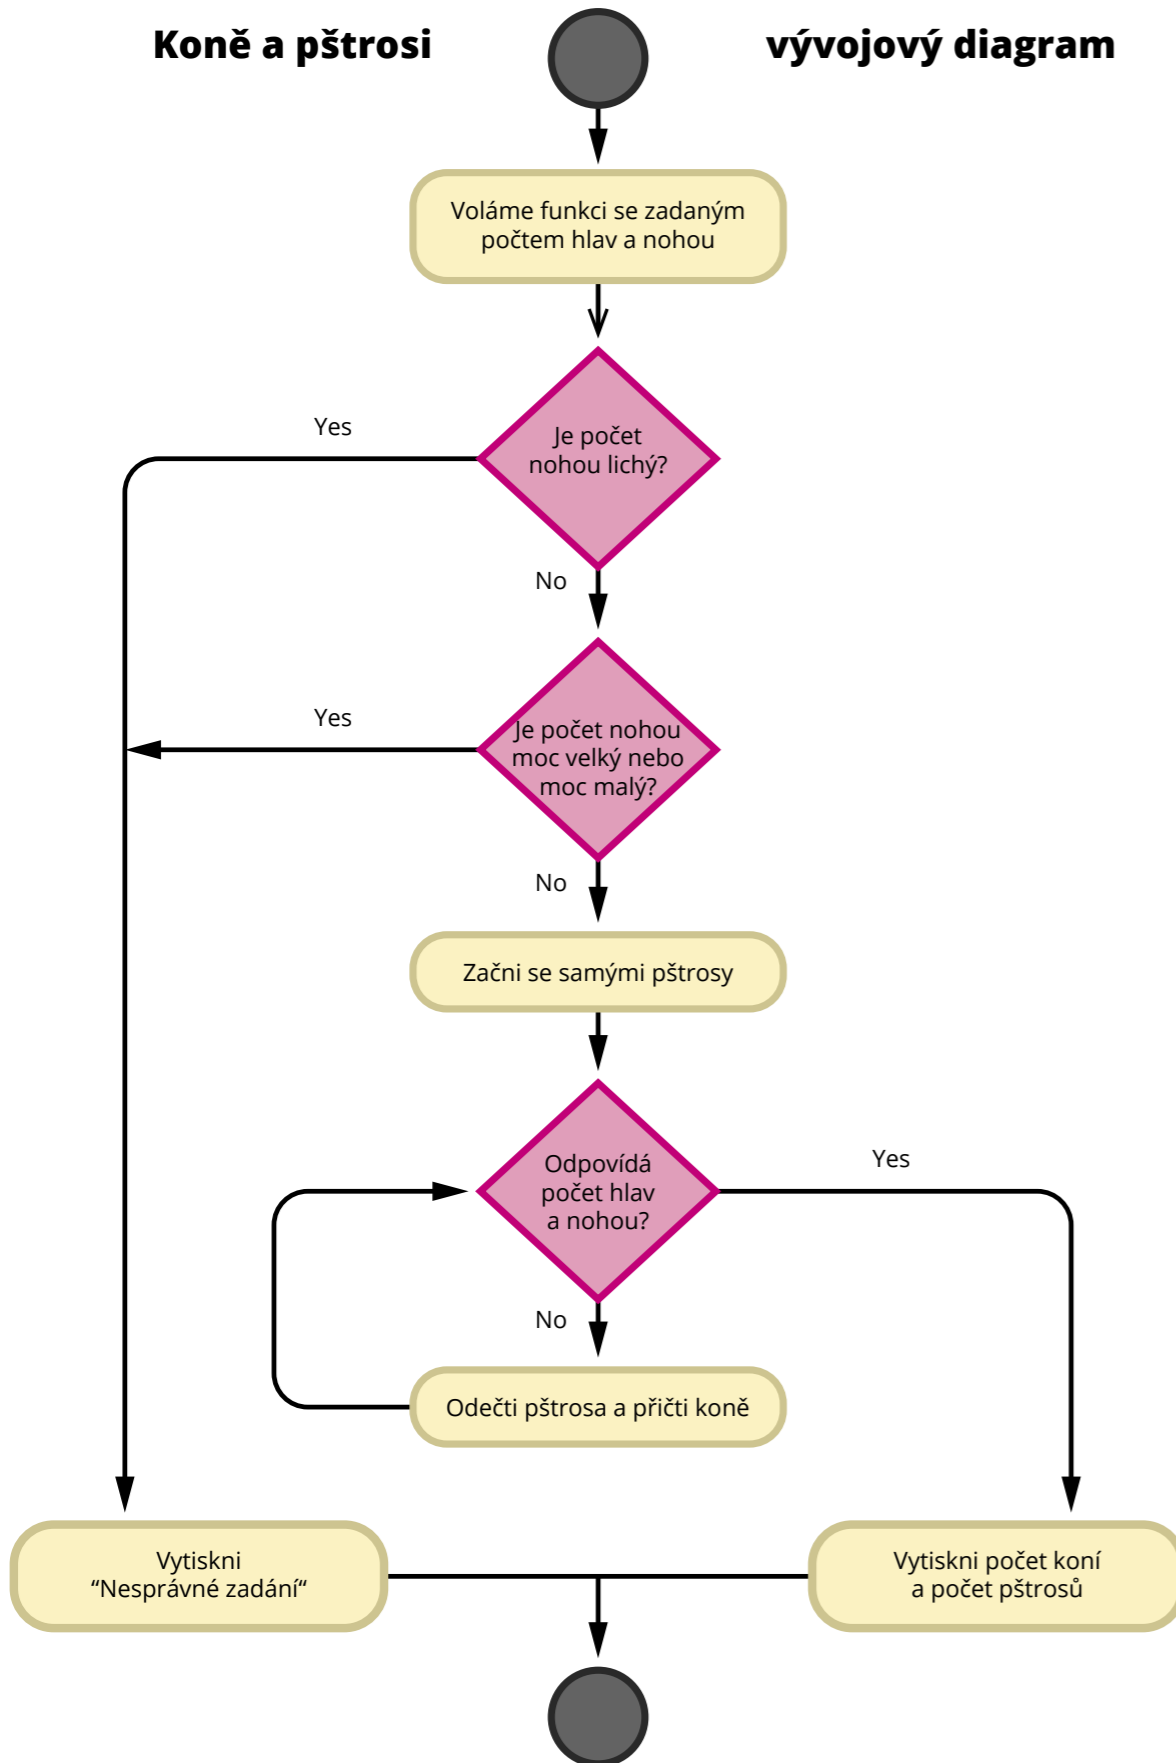 Koně a pštrosi
vývojový diagram
Voláme funkci se zadaným
počtem hlav a nohou
Je počet
nohou lichý?
Yes
No
Je počet nohou
moc velký nebo
moc malý?
Yes
No
Začni se samými pštrosy
Odpovídá
počet hlav
a nohou?
Yes
No
Odečti pštrosa a přičti koně
Vytiskni
“Nesprávné zadání“
Vytiskni počet koní
a počet pštrosů